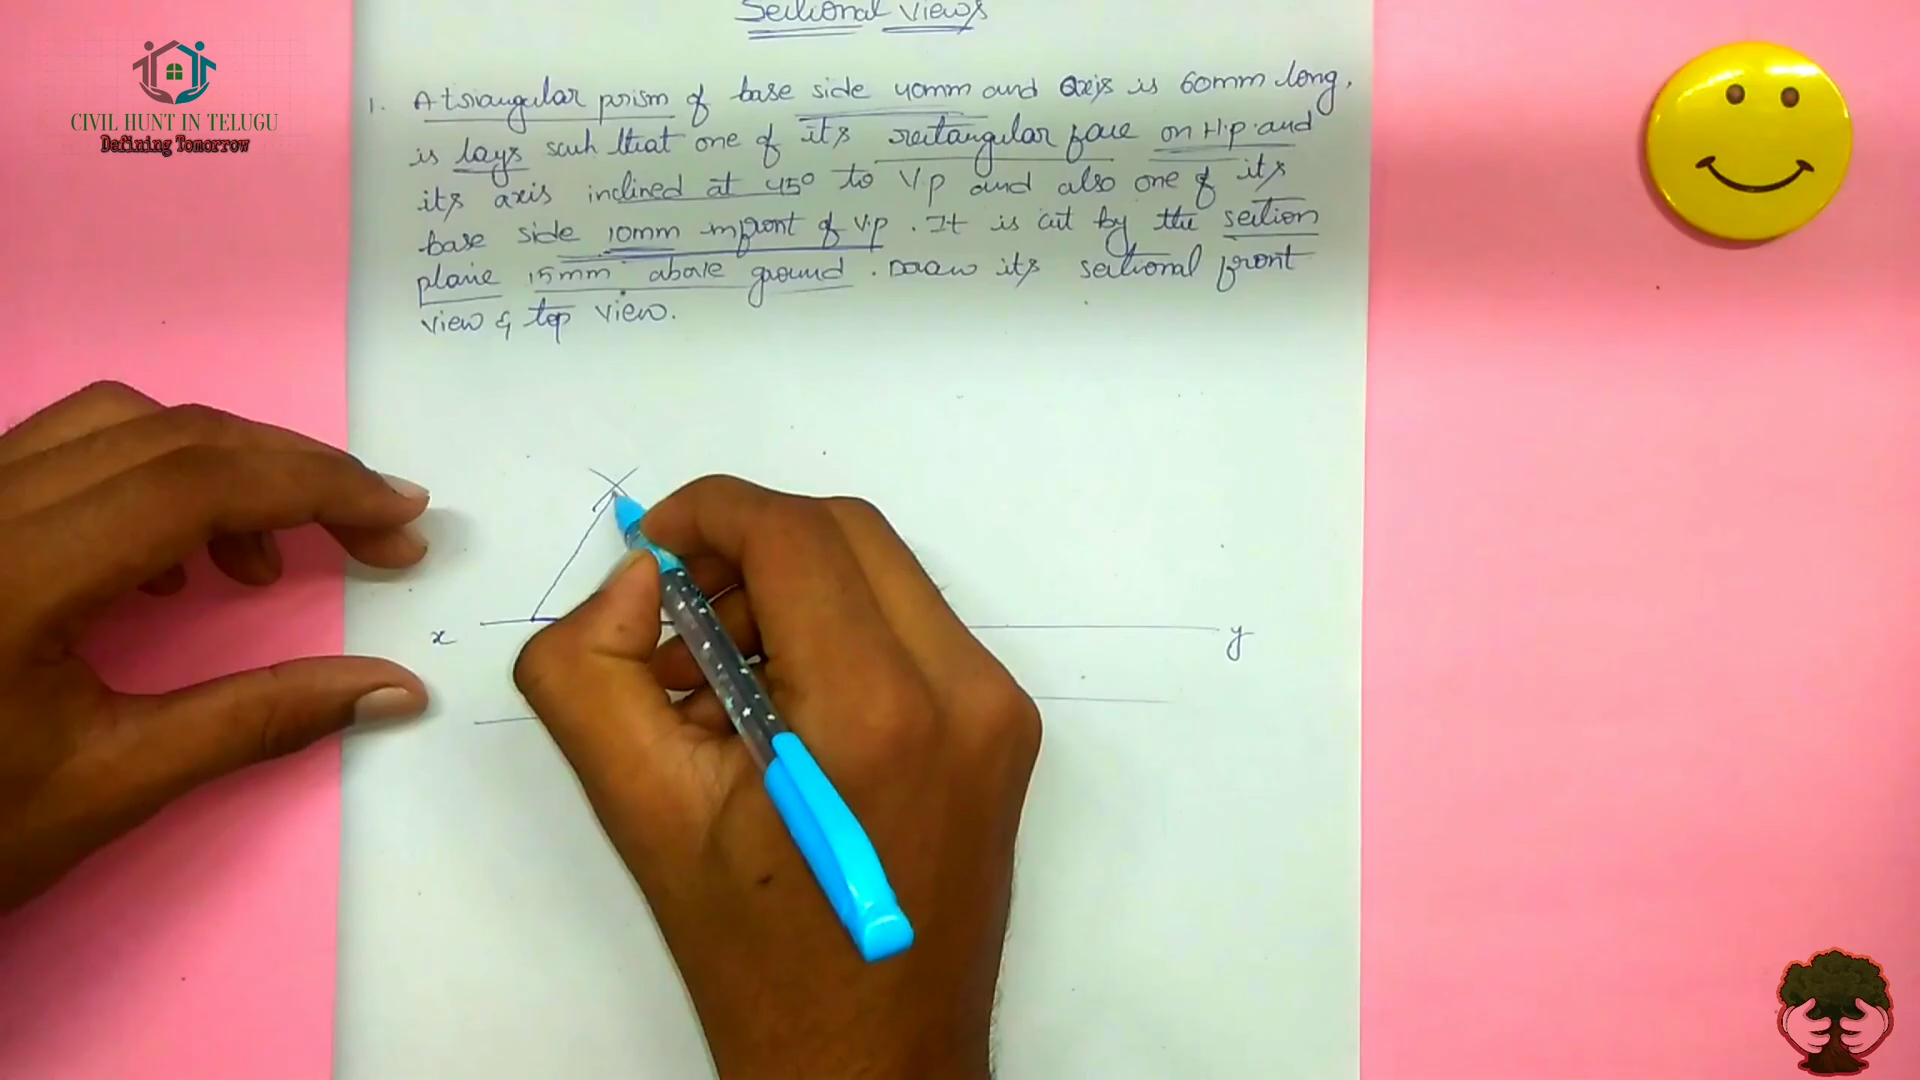 Sectional Views
CIVIL HUNT IN TELUGU
Defining Tomorrow
1. A triangular prism of base side 40mm and axis is 60mm long,
is lays such that one of its rectangular face on H.p. and
its axis inclined at 45° to V.p and also one of its
base side 10mm infront of v.p. It is cut by the section
plane 15mm above ground. Draw its sectional front
view & top view.
x
y